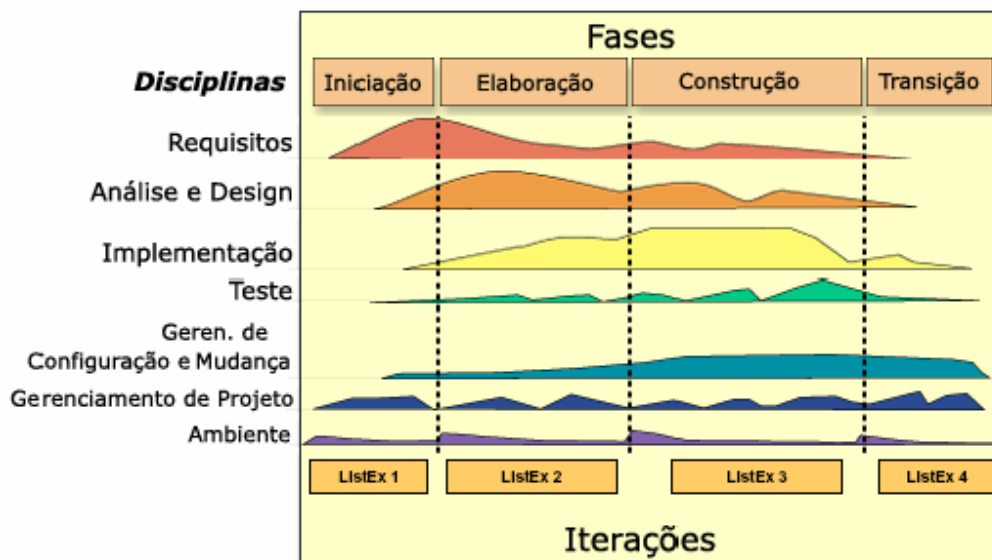 Fases
Disciplinas
Iniciação
Elaboração
Construção
Transição
Requisitos
Análise e Design
Implementação
Teste
Geren. de
Configuração e Mudança
Gerenciamento de Projeto
Ambiente
ListEx 1
ListEx 2
ListEx 3
ListEx 4
Iterações